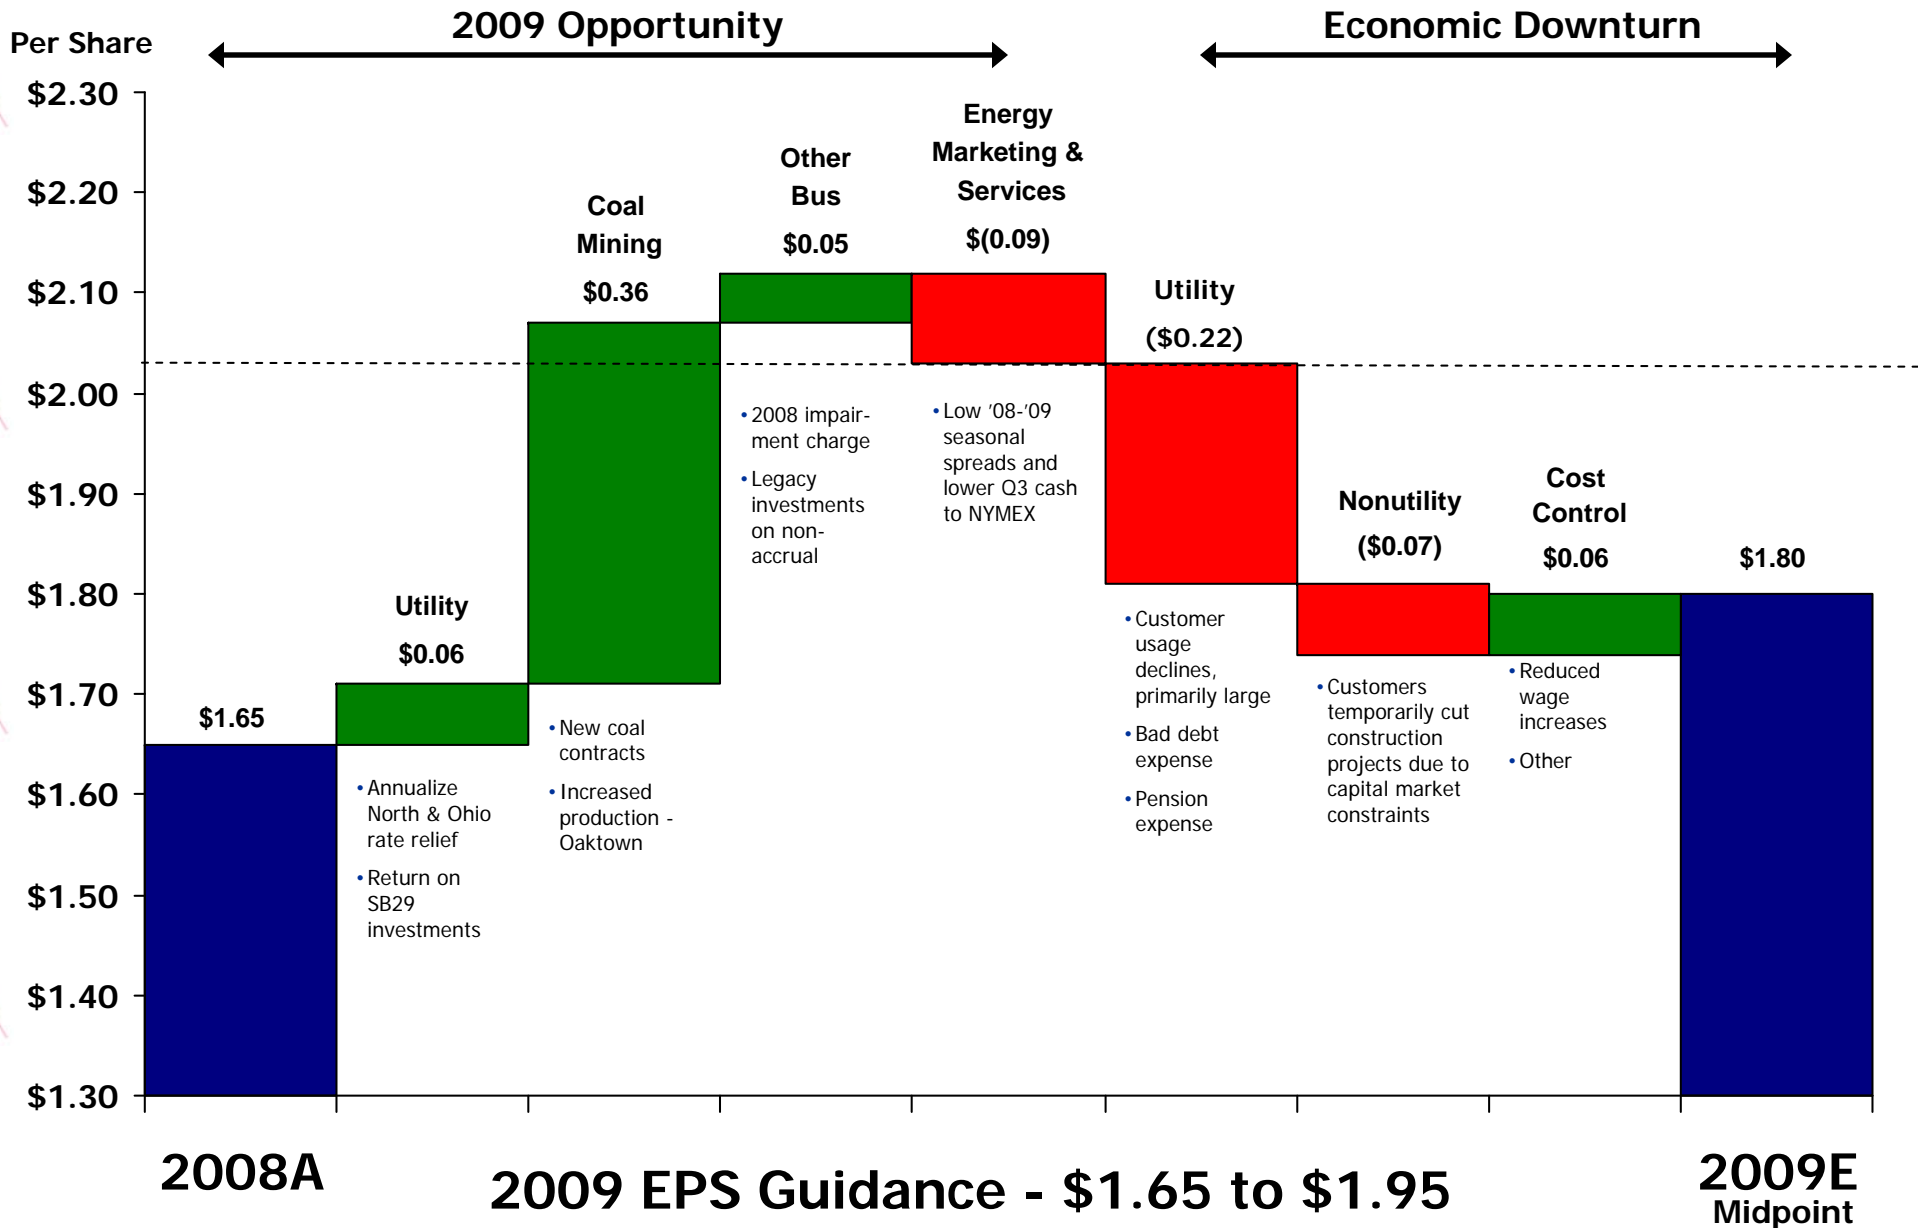 2009 Opportunity
Economic Downturn
Per Share
$2.30
$2.20
$2.10
$2.00
$1.90
$1.80
$1.70
$1.60
$1.50
$1.40
$1.30
$1.65
Utility
$0.06
•Annualize
North & Ohio
rate relief
•Return on
SB29
investments
Coal
Mining
$0.36
•New coal
contracts
•Increased
production -
Oaktown
Other
Bus
$0.05
•2008 impair-
ment charge
•Legacy
investments
on non-
accrual
Energy
Marketing &
Services
$(0.09)
•Low ’08-’09
seasonal
spreads and
lower Q3 cash
to NYMEX
Utility
($0.22)
•Customer
usage
declines,
primarily large
•Bad debt
expense
•Pension
expense
Nonutility
($0.07)
•Customers
temporarily cut
construction
projects due to
capital market
constraints
Cost
Control
$0.06
•Reduced
wage
increases
•Other
$1.80
2008A
2009 EPS Guidance - $1.65 to $1.95
2009E
Midpoint